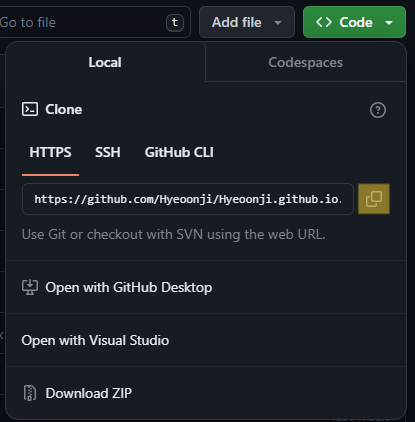 Go to file t Add file Code
Local Codespaces
Clone
HTTPS SSH GitHub CLI
https://github.com/Hyeoonji/Hyeoonji.github.io.
Use Git or checkout with SVN using the web URL.
Open with GitHub Desktop
Open with Visual Studio
Download ZIP